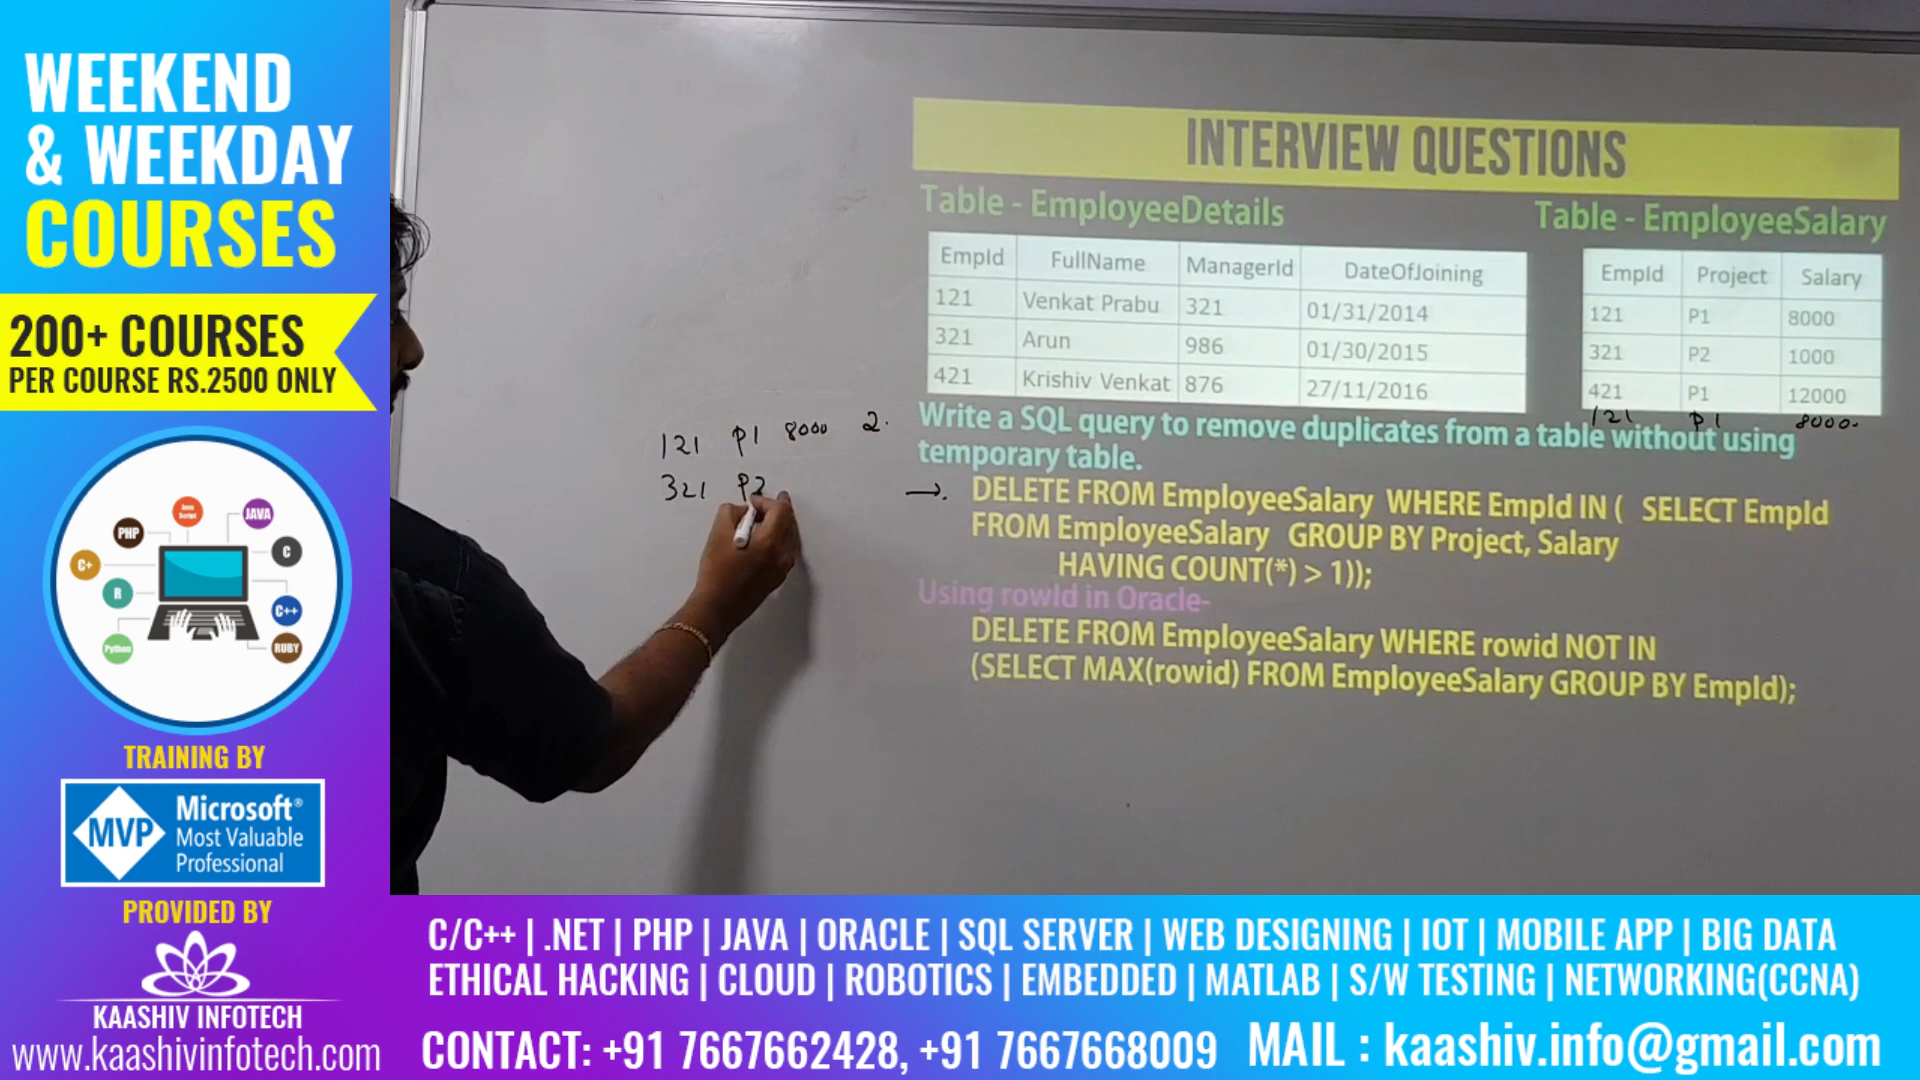 WEEKEND
& WEEKDAY
COURSES
200+ COURSES
PER COURSE RS.2500 ONLY
Java Script
PHP
JAVA
C+
C
R
C++
Python
RUBY
TRAINING BY
MVP
Microsoft®
Most Valuable
Professional
PROVIDED BY
KAASHIV INFOTECH
www.kaashivinfotech.com
INTERVIEW QUESTIONS
Table - EmployeeDetails
EmpId FullName ManagerId DateOfJoining
121 Venkat Prabu 321 01/31/2014
321 Arun 986 01/30/2015
421 Krishiv Venkat 876 27/11/2016
Table - EmployeeSalary
EmpId Project Salary
121 P1 8000
321 P2 1000
421 P1 12000
121 P1 8000.
121 P1 8000 2.
321 P2
Write a SQL query to remove duplicates from a table without using
temporary table.
→. DELETE FROM EmployeeSalary WHERE EmpId IN ( SELECT EmpId
FROM EmployeeSalary GROUP BY Project, Salary
HAVING COUNT(*) > 1));
Using rowId in Oracle-
DELETE FROM EmployeeSalary WHERE rowid NOT IN
(SELECT MAX(rowid) FROM EmployeeSalary GROUP BY EmpId);
C/C++ | .NET | PHP | JAVA | ORACLE | SQL SERVER | WEB DESIGNING | IOT | MOBILE APP | BIG DATA
ETHICAL HACKING | CLOUD | ROBOTICS | EMBEDDED | MATLAB | S/W TESTING | NETWORKING(CCNA)
CONTACT: +91 7667662428, +91 7667668009 MAIL : kaashiv.info@gmail.com